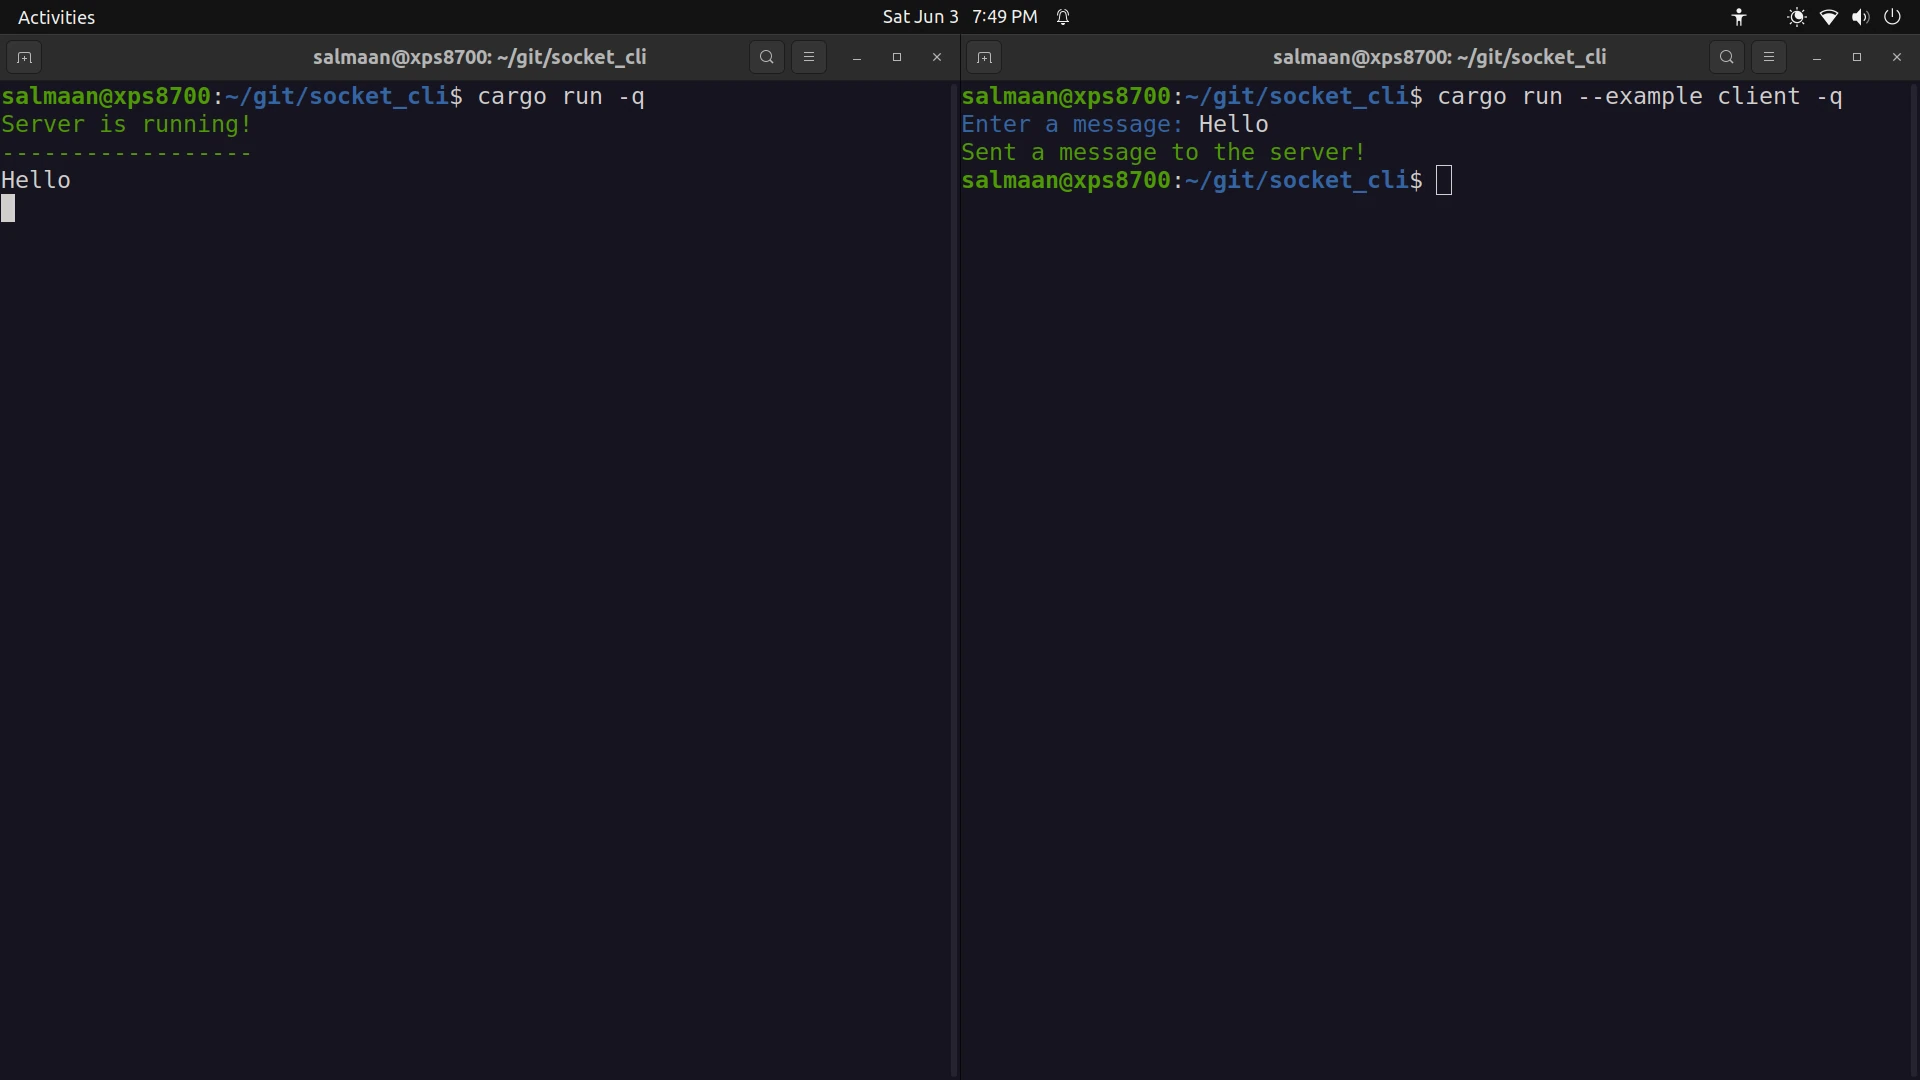 Activities
Sat Jun 3 7:49 PM
salmaan@xps8700: ~/git/socket_cli
salmaan@xps8700:~/git/socket_cli$ cargo run -q
Server is running!
------------------
Hello
salmaan@xps8700: ~/git/socket_cli
salmaan@xps8700:~/git/socket_cli$ cargo run --example client -q
Enter a message: Hello
Sent a message to the server!
salmaan@xps8700:~/git/socket_cli$